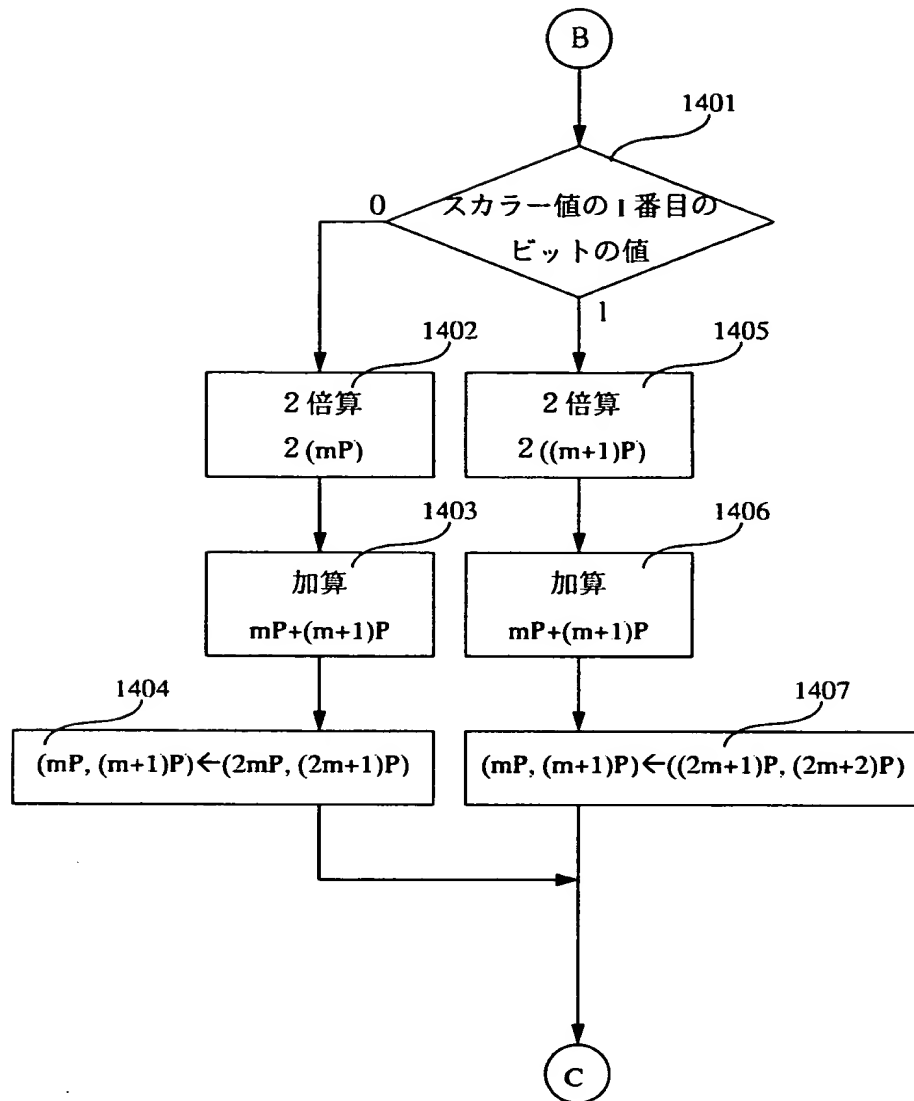 B
1401
0
スカラー値の I 番目の
ビットの値
1
1402
1405
2 倍算
2 (mP)
2 倍算
2 ((m+1)P)
1403
1406
加算
mP+(m+1)P
加算
mP+(m+1)P
1404
1407
(mP, (m+1)P)←(2mP, (2m+1)P)
(mP, (m+1)P)←((2m+1)P, (2m+2)P)
C